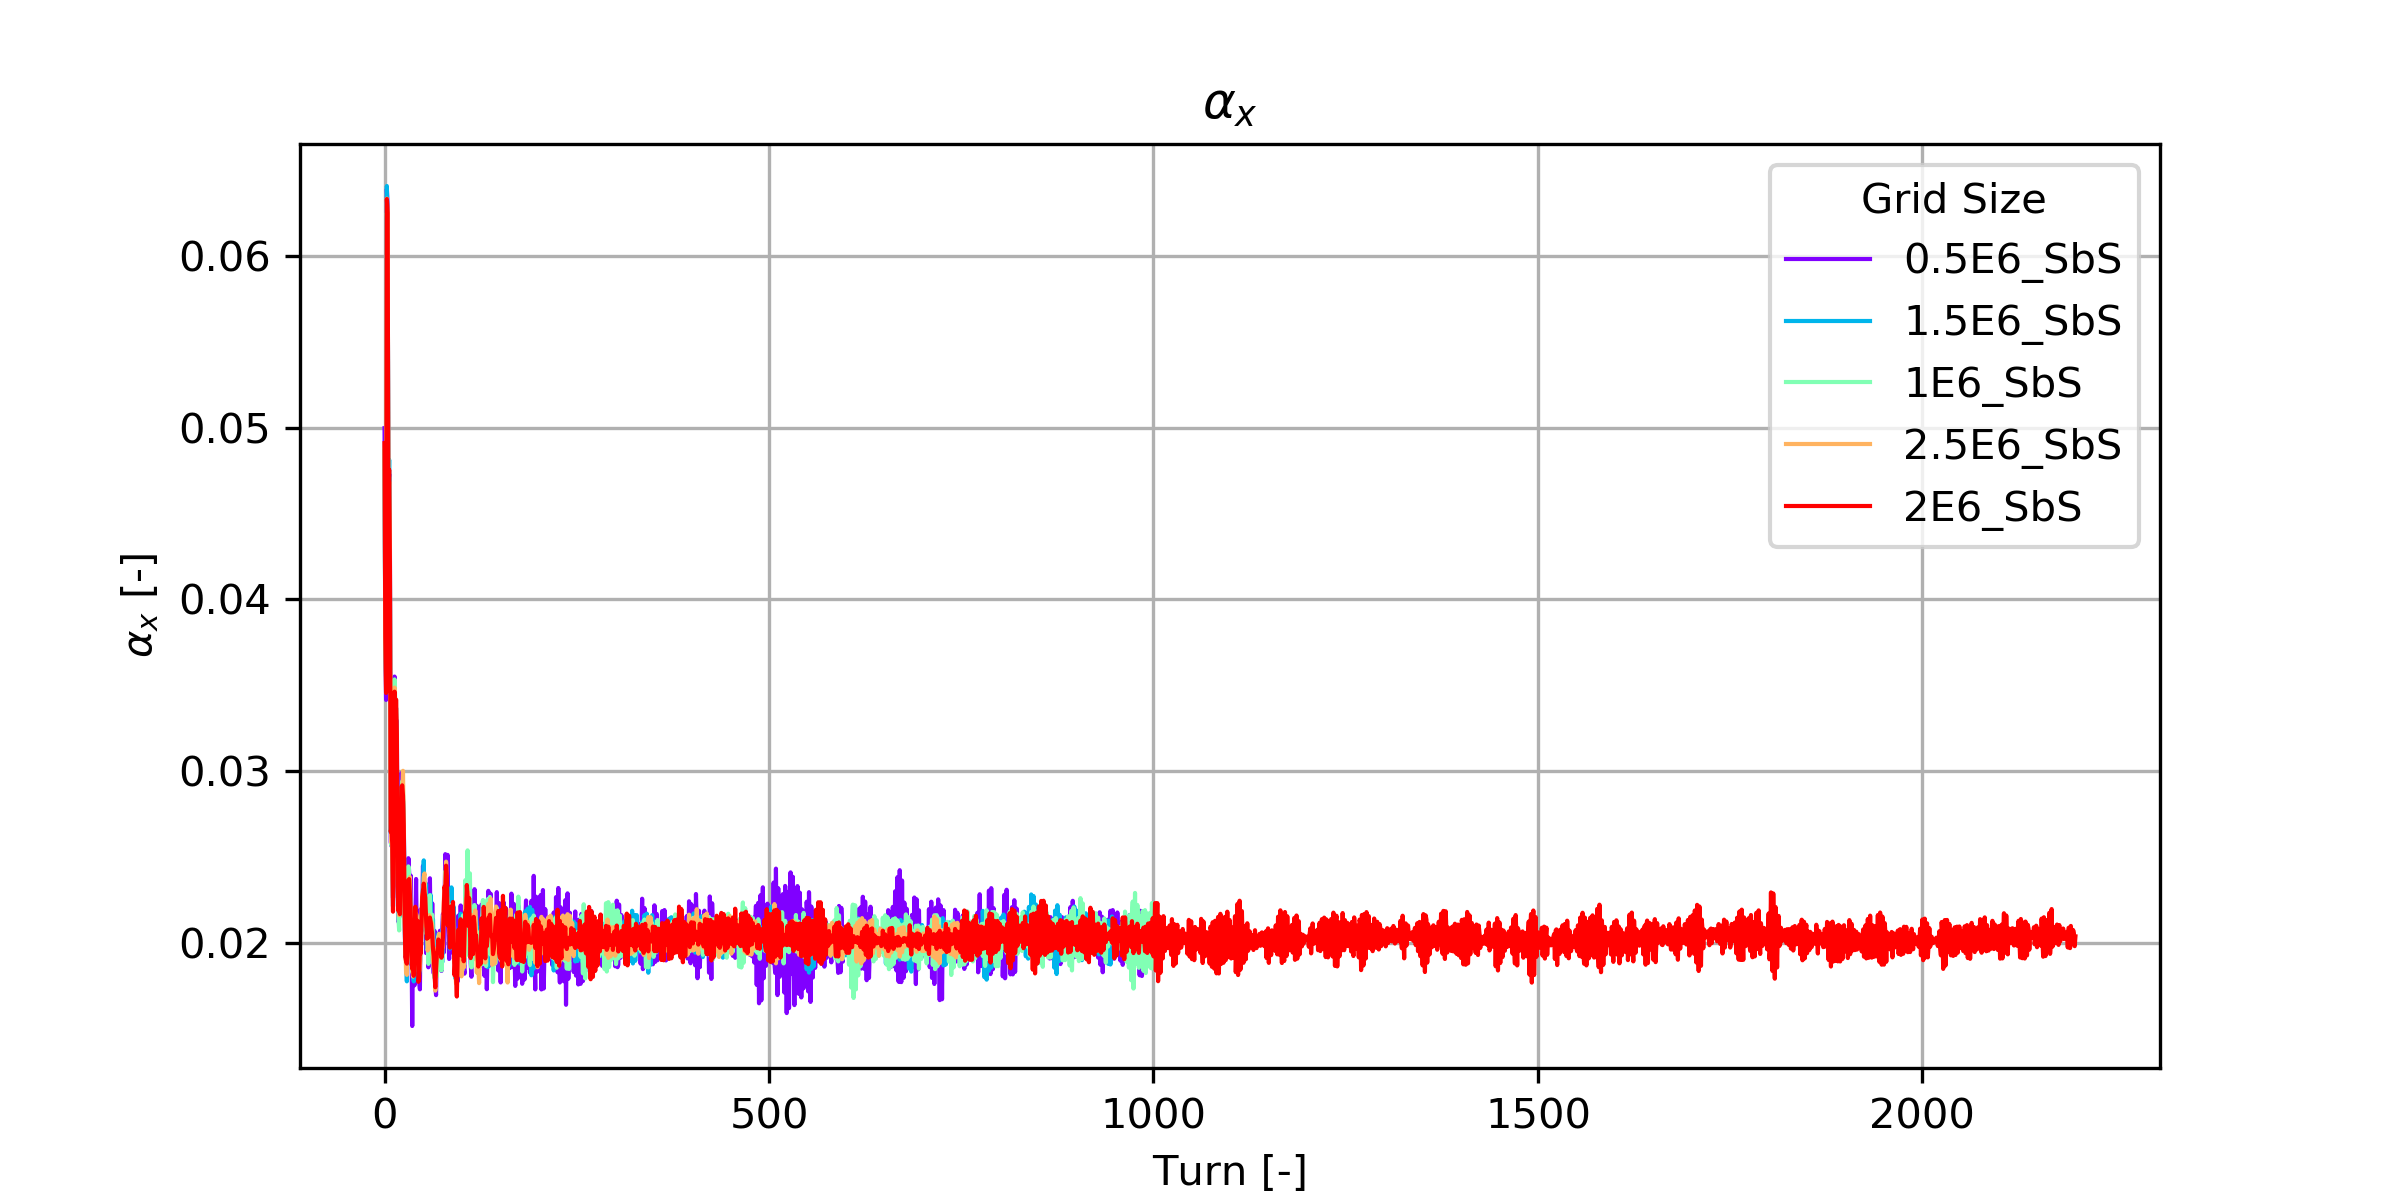 αx
Grid Size
0.5E6_SbS
1.5E6_SbS
1E6_SbS
2.5E6_SbS
2E6_SbS
0.06
0.05
0.04
0.03
0.02
αx [-]
0 500 1000 1500 2000
Turn [-]